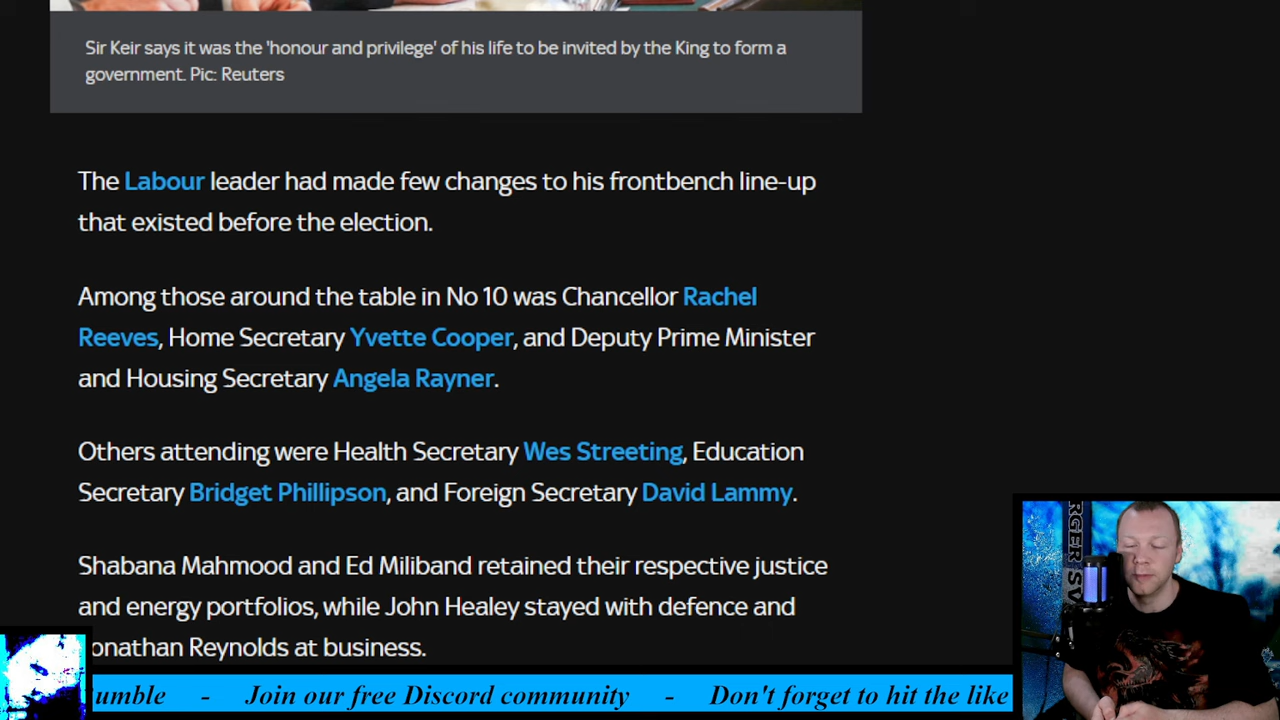 Sir Keir says it was the 'honour and privilege' of his life to be invited by the King to form a
government. Pic: Reuters
The Labour leader had made few changes to his frontbench line-up
that existed before the election.
Among those around the table in No 10 was Chancellor Rachel
Reeves, Home Secretary Yvette Cooper, and Deputy Prime Minister
and Housing Secretary Angela Rayner.
Others attending were Health Secretary Wes Streeting, Education
Secretary Bridget Phillipson, and Foreign Secretary David Lammy.
Shabana Mahmood and Ed Miliband retained their respective justice
and energy portfolios, while John Healey stayed with defence and
onathan Reynolds at business.
umble - Join our free Discord community - Don't forget to hit the like